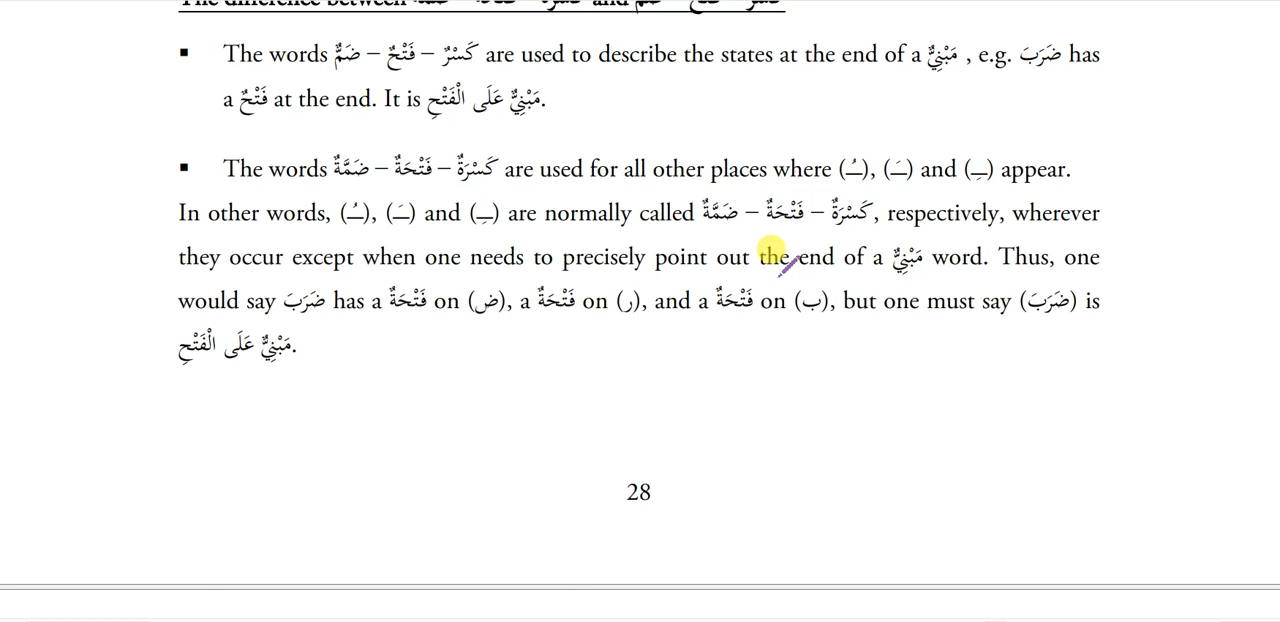 ▪ The words ضَمٌّ – فَتْحٌ – كَسْرٌ are used to describe the states at the end of a مَبْنِيٌّ , e.g. ضَرَبَ has
a فَتْحٌ at the end. It is مَبْنِيٌّ عَلَى الْفَتْحِ.
▪ The words ضَمَّةٌ – فَتْحَةٌ – كَسْرَةٌ are used for all other places where (ـُ), (ـَ) and (ـِ) appear.
In other words, (ـُ), (ـَ) and (ـِ) are normally called ضَمَّةٌ – فَتْحَةٌ – كَسْرَةٌ, respectively, wherever
they occur except when one needs to precisely point out the end of a مَبْنِيٌّ word. Thus, one
would say ضَرَبَ has a فَتْحَةٌ on (ض), a فَتْحَةٌ on (ر), and a فَتْحَةٌ on (ب), but one must say (ضَرَبَ) is
مَبْنِيٌّ عَلَى الْفَتْحِ.
28